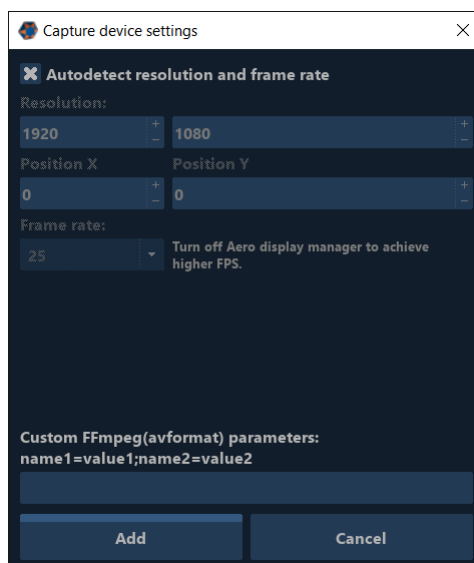 Capture device settings
Autodetect resolution and frame rate
Resolution:
1920 1080
Position X Position Y
0 0
Frame rate:
25 Turn off Aero display manager to achieve
higher FPS.
Custom FFmpeg(avformat) parameters:
name1=value1;name2=value2
Add Cancel